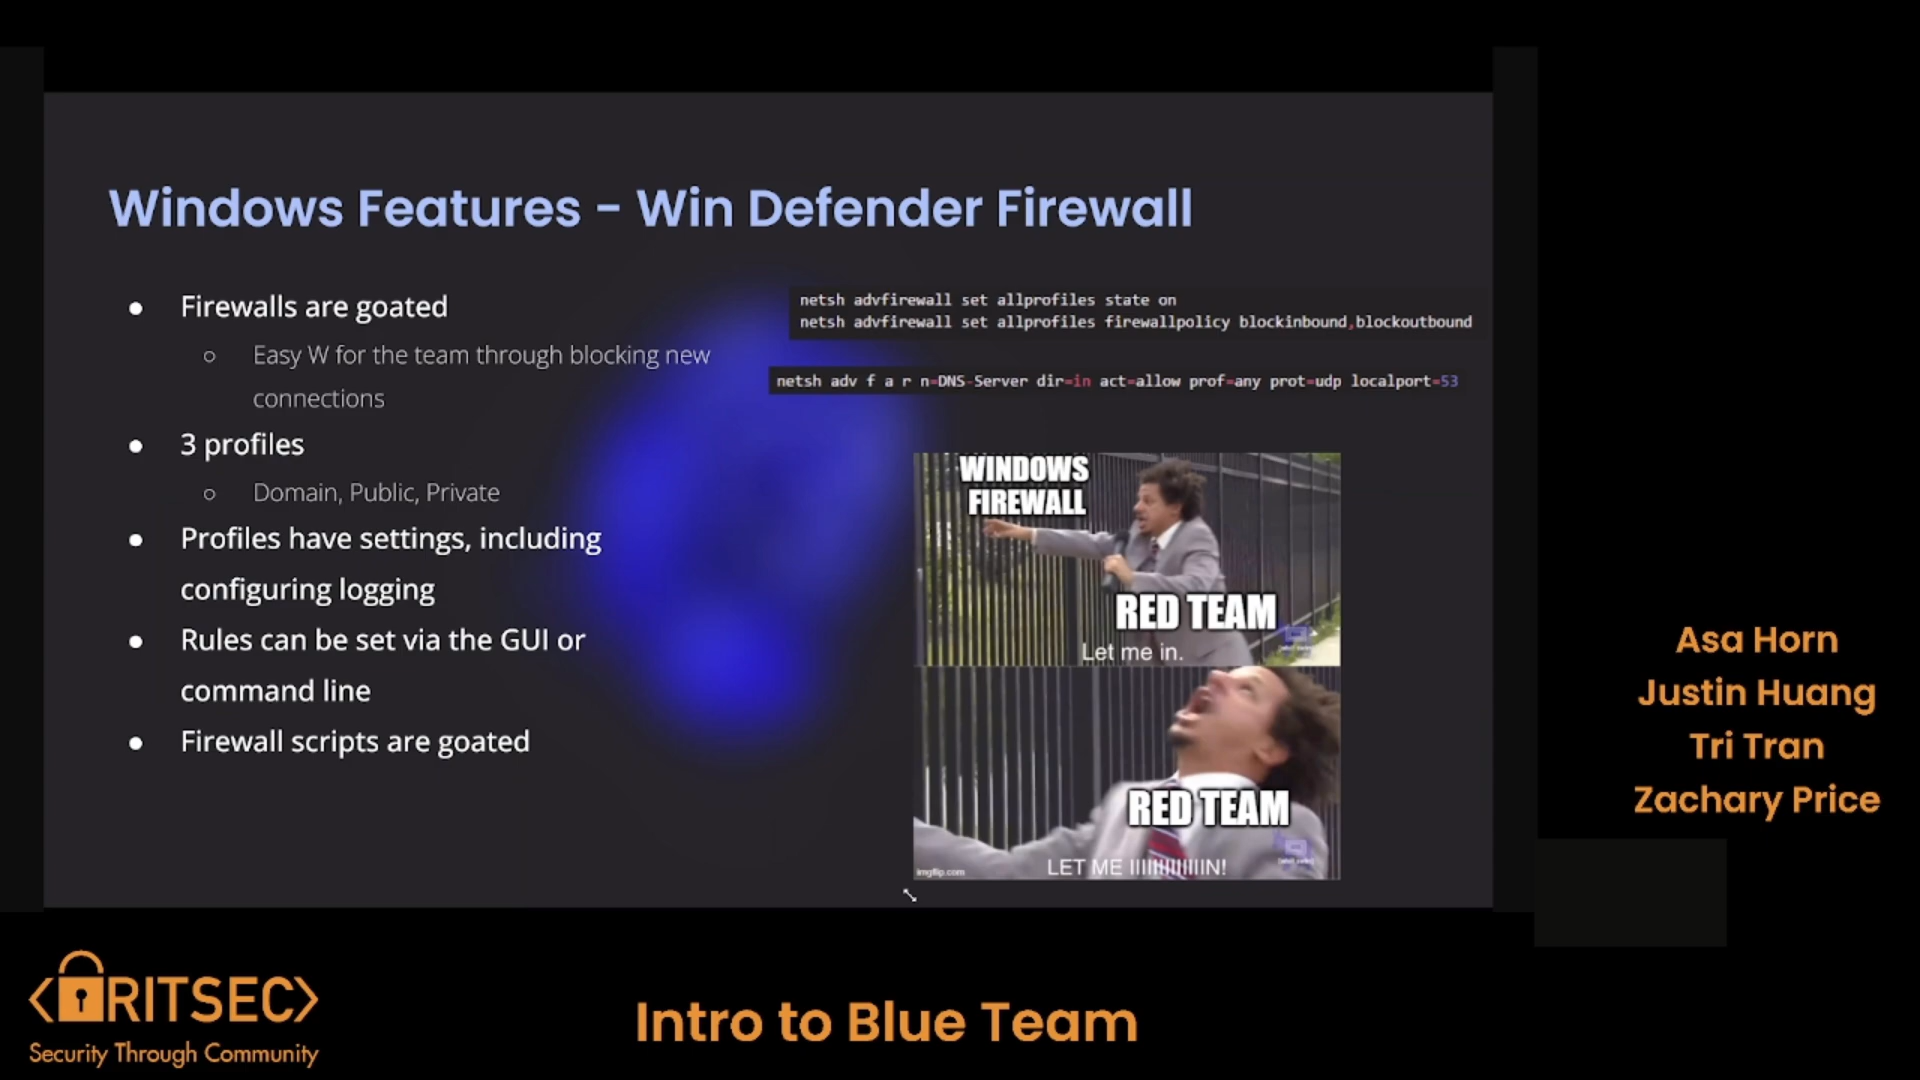 Windows Features - Win Defender Firewall
● Firewalls are goated
○ Easy W for the team through blocking new
connections
● 3 profiles
○ Domain, Public, Private
● Profiles have settings, including
configuring logging
● Rules can be set via the GUI or
command line
● Firewall scripts are goated
netsh advfirewall set allprofiles state on
netsh advfirewall set allprofiles firewallpolicy blockinbound,blockoutbound
netsh adv f a r n=DNS-Server dir=in act=allow prof=any prot=udp localport=53
WINDOWS
FIREWALL
RED TEAM
Let me in.
RED TEAM
LET ME IIIIIIIIIIIIN!
imgflip.com
Asa Horn
Justin Huang
Tri Tran
Zachary Price
RITSEC
Security Through Community
Intro to Blue Team